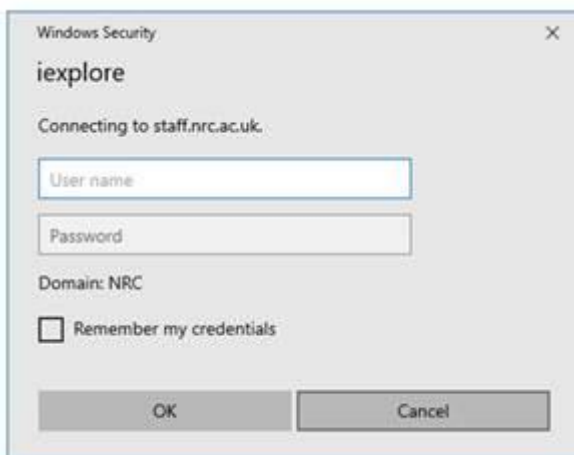 Windows Security
iexplore
Connecting to staff.nrc.ac.uk.
User name
Password
Domain: NRC
Remember my credentials
OK
Cancel